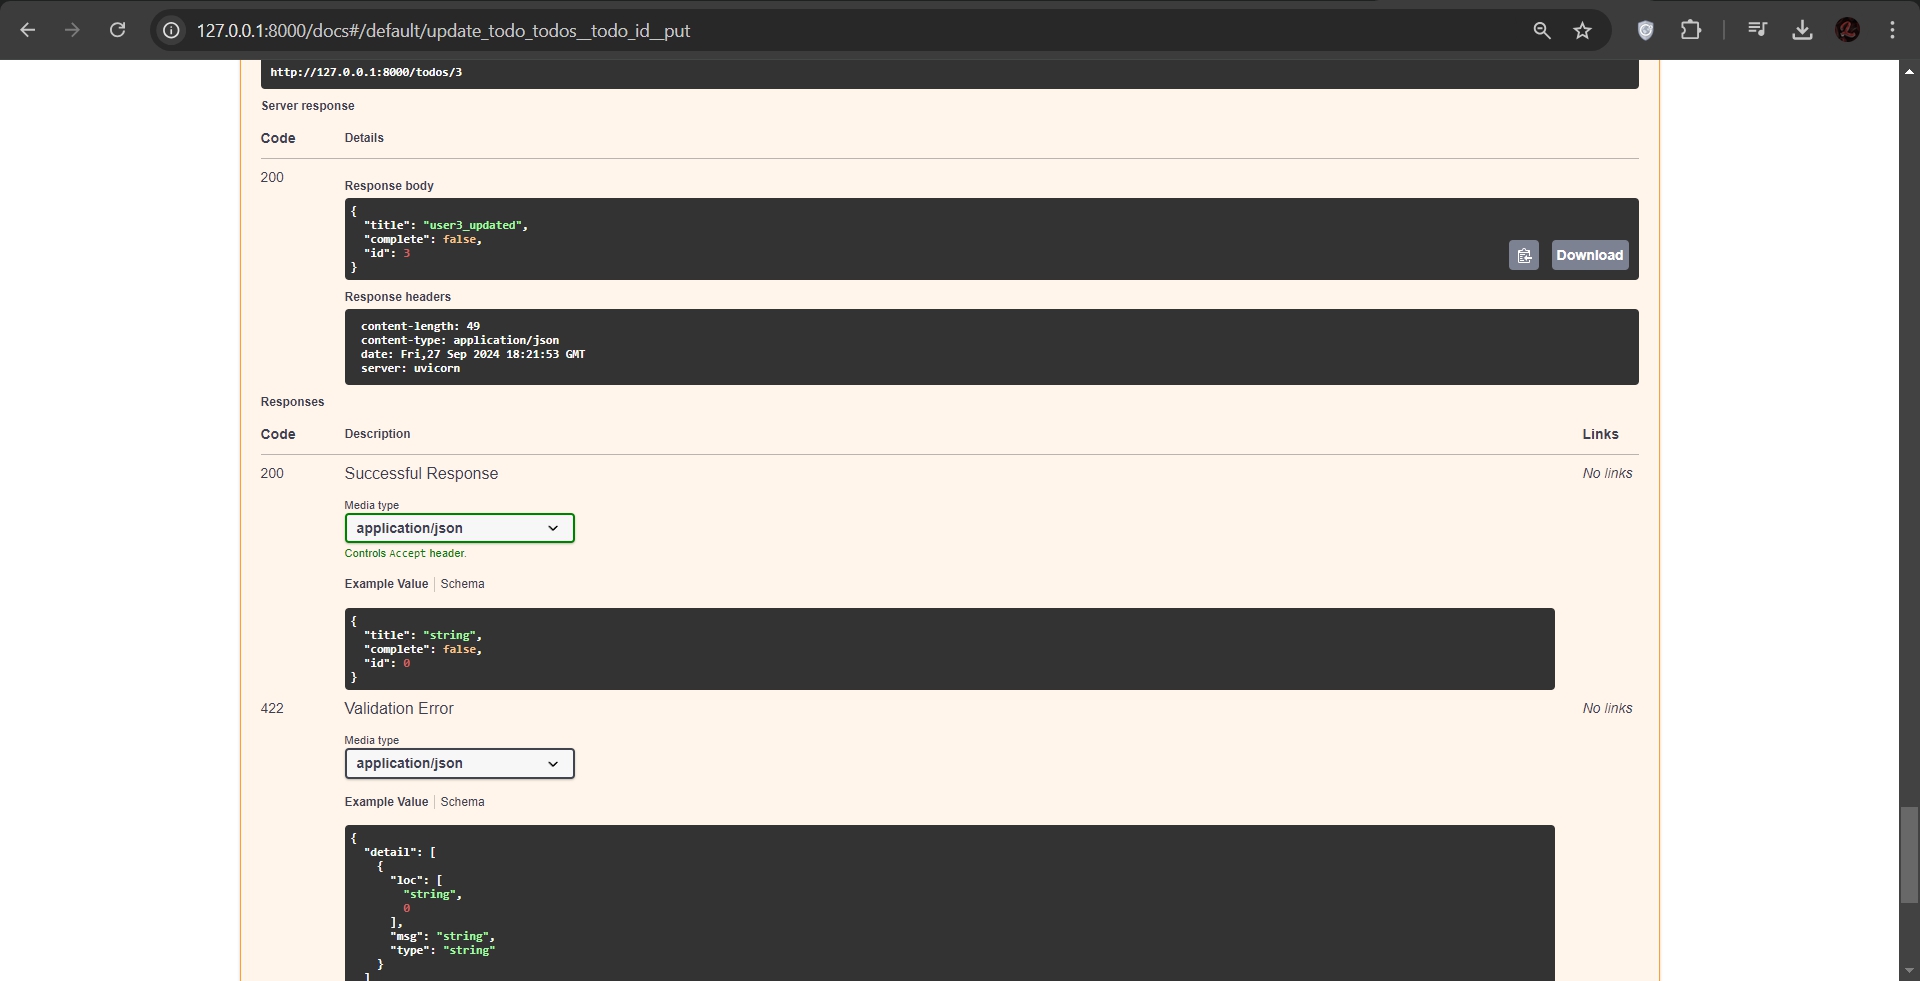 127.0.0.1:8000/docs#/default/update_todo_todos__todo_id__put
http://127.0.0.1:8000/todos/3
Server response
Code Details
200
Response body
{
"title": "user3_updated",
"complete": false,
"id": 3
}
Download
Response headers
content-length: 49
content-type: application/json
date: Fri,27 Sep 2024 18:21:53 GMT
server: uvicorn
Responses
Code Description Links
200 Successful Response No links
Media type
application/json
Controls Accept header.
Example Value Schema
{
"title": "string",
"complete": false,
"id": 0
}
422 Validation Error No links
Media type
application/json
Example Value Schema
{
"detail": [
{
"loc": [
"string",
0
],
"msg": "string",
"type": "string"
}
]